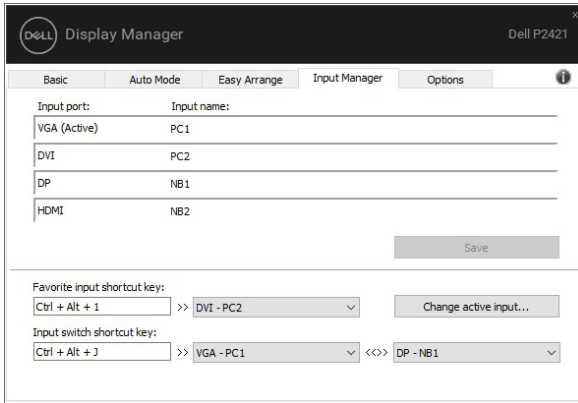 DELL Display Manager Dell P2421
Basic Auto Mode Easy Arrange Input Manager Options
Input port: Input name:
VGA (Active) PC1
DVI PC2
DP NB1
HDMI NB2
Save
Favorite input shortcut key:
Ctrl + Alt + 1 >> DVI - PC2 Change active input...
Input switch shortcut key:
Ctrl + Alt + J >> VGA - PC1 <<>> DP - NB1